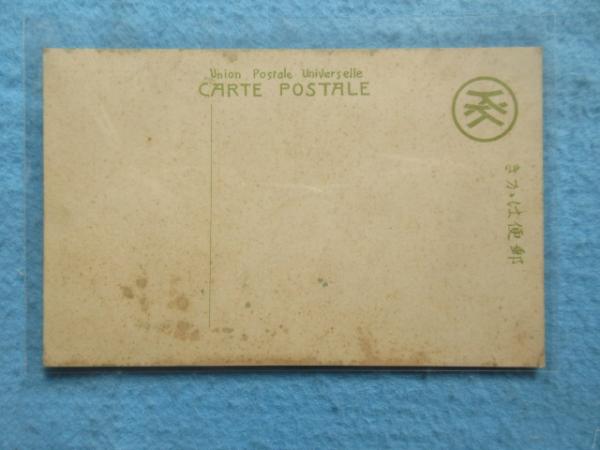 Union Postale Universelle
CARTE POSTALE
郵便はかき